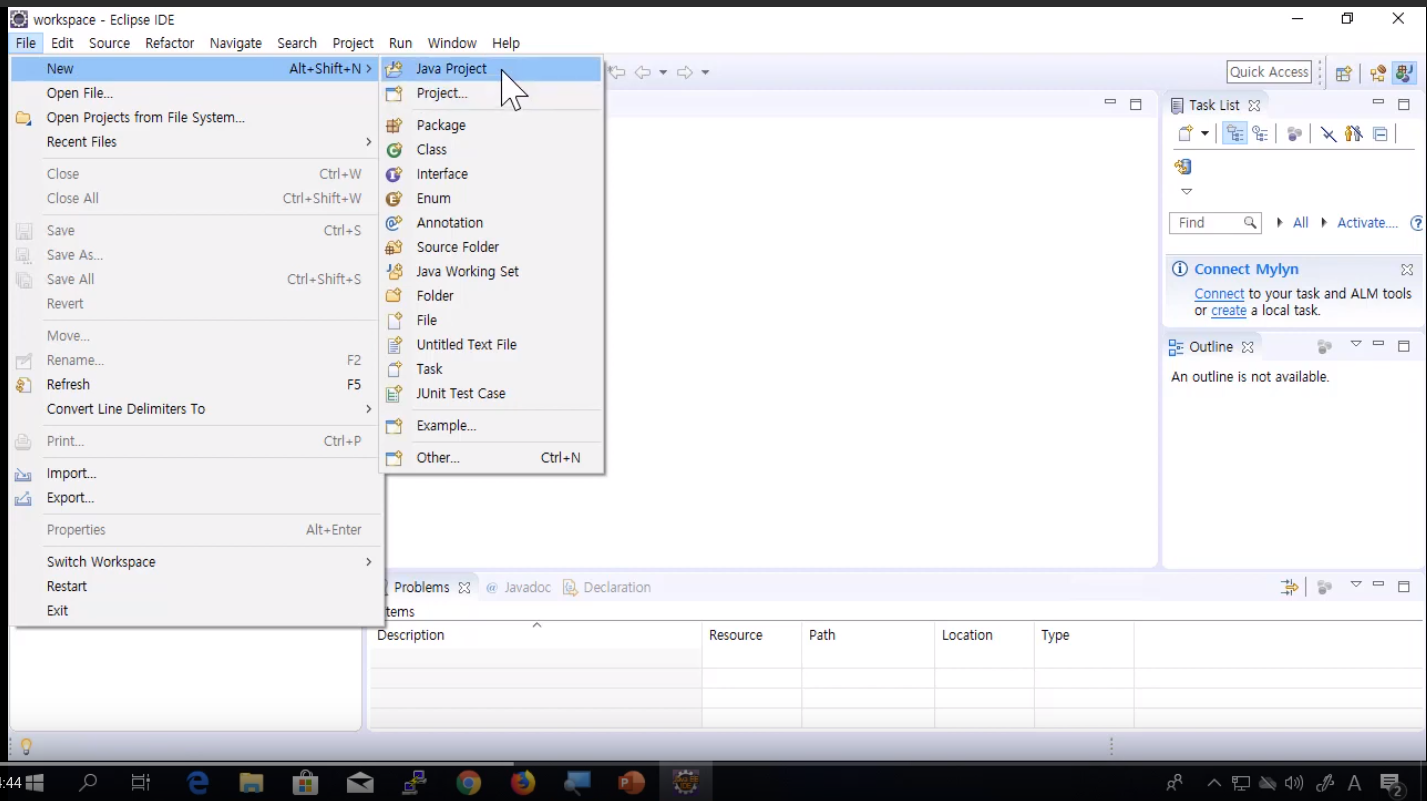 workspace - Eclipse IDE
File Edit Source Refactor Navigate Search Project Run Window Help
New Alt+Shift+N
Open File...
Open Projects from File System...
Recent Files
Close Ctrl+W
Close All Ctrl+Shift+W
Save Ctrl+S
Save As...
Save All Ctrl+Shift+S
Revert
Move...
Rename... F2
Refresh F5
Convert Line Delimiters To
Print... Ctrl+P
Import...
Export...
Properties Alt+Enter
Switch Workspace
Restart
Exit
Java Project
Project...
Package
Class
Interface
Enum
Annotation
Source Folder
Java Working Set
Folder
File
Untitled Text File
Task
JUnit Test Case
Example...
Other... Ctrl+N
Quick Access
Task List
Find All Activate...
Connect Mylyn
Connect to your task and ALM tools
or create a local task.
Outline
An outline is not available.
Problems @ Javadoc Declaration
tems
Description Resource Path Location Type
:44
A
2